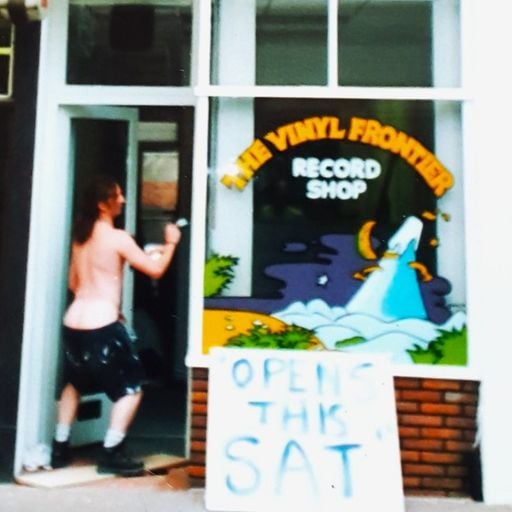 THE VINYL FRONTIER
RECORD
SHOP
OPENS
THIS
SAT